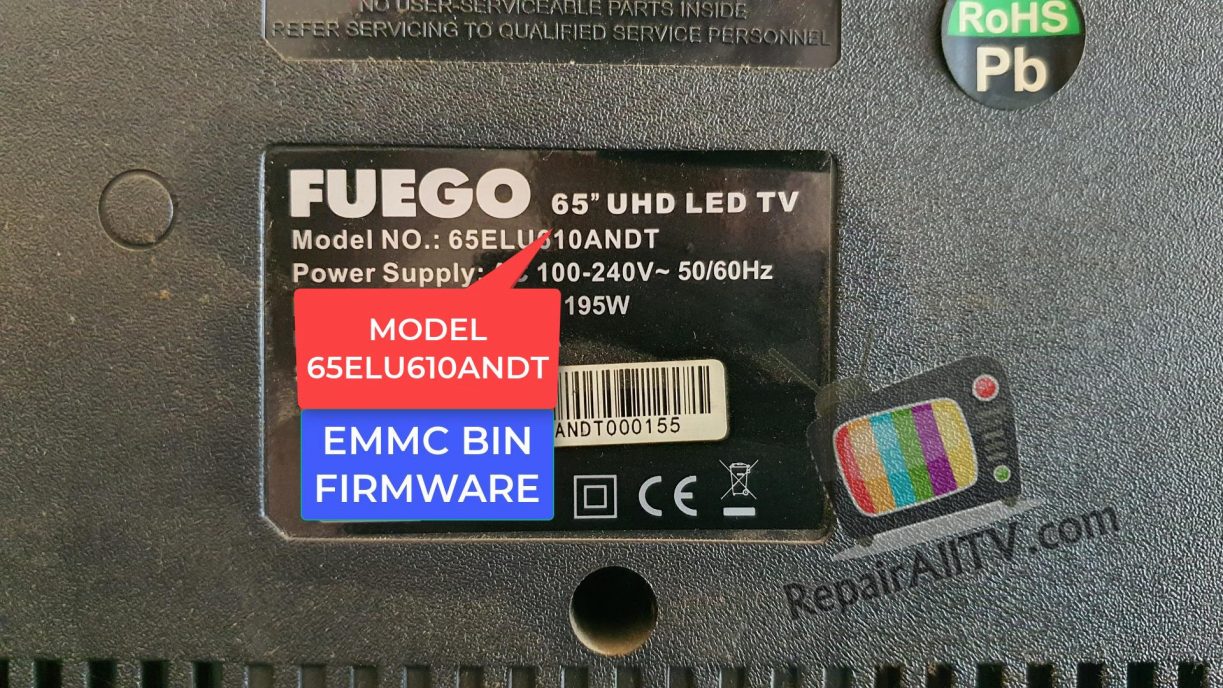 NO USER-SERVICEABLE PARTS INSIDE
REFER SERVICING TO QUALIFIED SERVICE PERSONNEL
RoHS
Pb
FUEGO 65" UHD LED TV
Model NO.: 65ELU610ANDT
Power Supply: AC 100-240V~ 50/60Hz
195W
MODEL
65ELU610ANDT
ANDT000155
EMMC BIN
FIRMWARE
CE
RepairAllTV.com